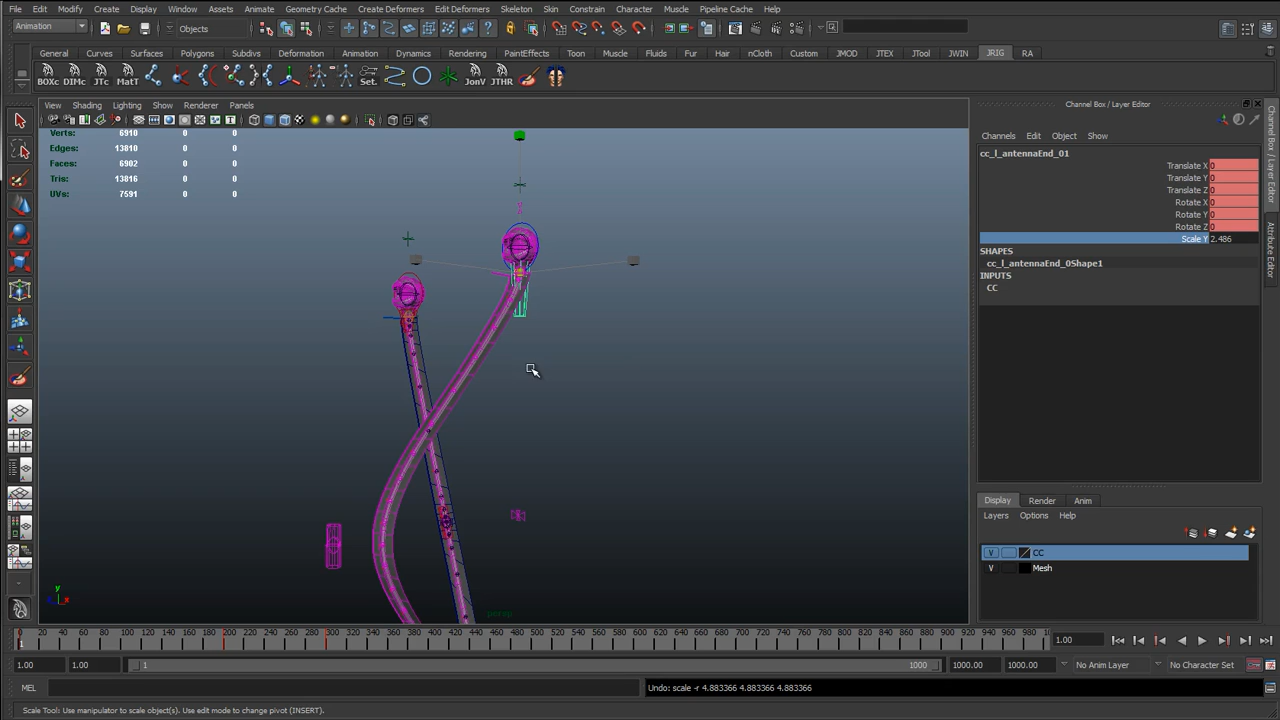 File Edit Modify Create Display Window Assets Animate Geometry Cache Create Deformers Edit Deformers Skeleton Skin Constrain Character Muscle Pipeline Cache Help
Animation Objects
General Curves Surfaces Polygons Subdivs Deformation Animation Dynamics Rendering PaintEffects Toon Muscle Fluids Fur Hair nCloth Custom JMOD JTEX JTool JWIN JRIG RA
BOXc DIMc JTc MatT Set. JonV JTHR
View Shading Lighting Show Renderer Panels
Channel Box / Layer Editor
Channels Edit Object Show
Verts: 6910 0 0
Edges: 13810 0 0
Faces: 6902 0 0
Tris: 13816 0 0
UVs: 7591 0 0
cc_l_antennaEnd_01
Translate X 0
Translate Y 0
Translate Z 0
Rotate X 0
Rotate Y 0
Rotate Z 0
Scale Y 2.486
SHAPES
cc_l_antennaEnd_0Shape1
INPUTS
CC
Channel Box / Layer Editor
Attribute Editor
Display Render Anim
Layers Options Help
V CC
V Mesh
y
z x
persp
0 20 40 60 80 100 120 140 160 180 200 220 240 260 280 300 320 340 360 380 400 420 440 460 480 500 520 540 560 580 600 620 640 660 680 700 720 740 760 780 800 820 840 860 880 900 920 940 960 980 10
1
1.00
1.00 1.00 1 1000 1000.00 1000.00 No Anim Layer No Character Set
MEL Undo: scale -r 4.883366 4.883366 4.883366
Scale Tool: Use manipulator to scale object(s). Use edit mode to change pivot (INSERT).